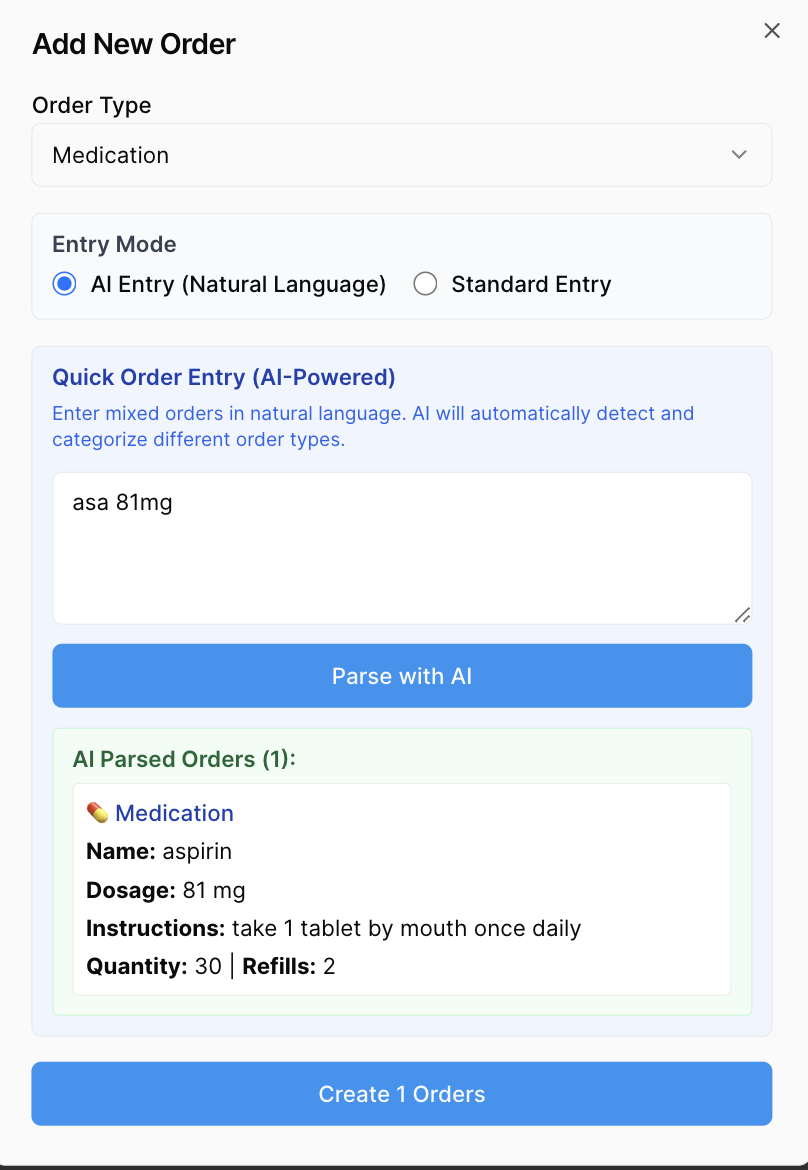 Add New Order
Order Type
Medication
Entry Mode
AI Entry (Natural Language)
Standard Entry
Quick Order Entry (AI-Powered)
Enter mixed orders in natural language. AI will automatically detect and
categorize different order types.
asa 81mg
Parse with AI
AI Parsed Orders (1):
Medication
Name: aspirin
Dosage: 81 mg
Instructions: take 1 tablet by mouth once daily
Quantity: 30 | Refills: 2
Create 1 Orders